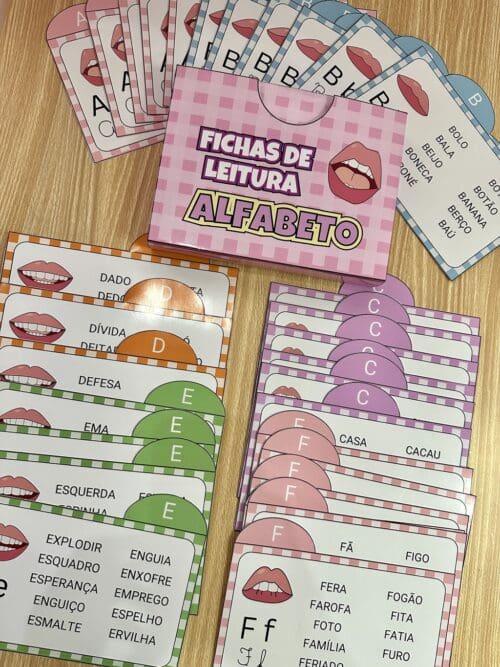 A
A
A
A
A
B
B
B
B
B
BOLO
BALA
BEIJO
BONECA
BOTÃO
BANANA
BERÇO
BAÚ
FICHAS DE
LEITURA
ALFABETO
D
DADO
D
DÍVIDA
DEFESA
E
E
EMA
E
ESQUERDA
E
EXPLODIR ENGUIA
ESQUADRO ENXOFRE
ESPERANÇA EMPREGO
ENGUIÇO ESPELHO
ESMALTE ERVILHA
C
C
C
C
CASA CACAU
F
F
F
F
FÃ FIGO
F f
FERA FOGÃO
FAROFA FITA
FOTO FATIA
FAMÍLIA FURO
FERIADO